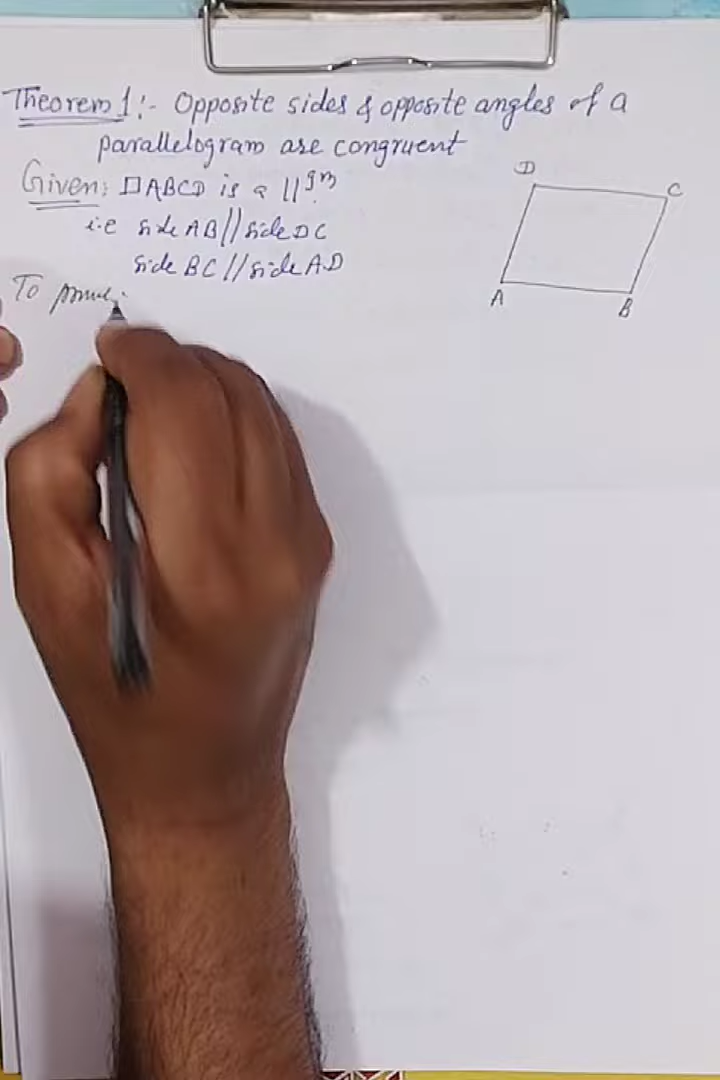 Theorem 1:- Opposite sides & opposite angles of a
parallelogram are congruent
Given: □ABCD is a ||gm
i.e side AB // side DC
side BC // side AD
To prove:
D
C
A
B